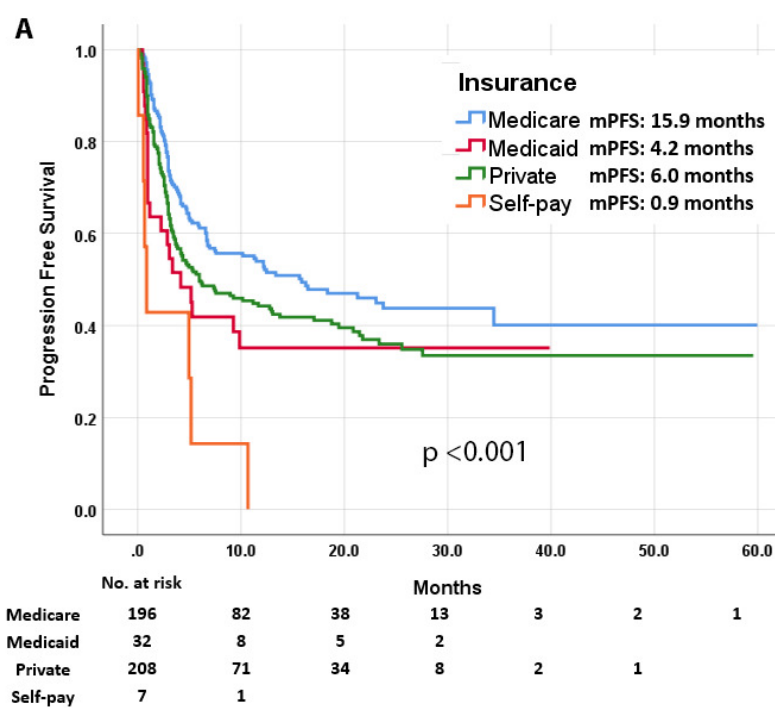 A
Insurance
Medicare mPFS: 15.9 months
Medicaid mPFS: 4.2 months
Private mPFS: 6.0 months
Self-pay mPFS: 0.9 months
Progression Free Survival
1.0
0.8
0.6
0.4
0.2
0.0
p <0.001
.0 10.0 20.0 30.0 40.0 50.0 60.0
No. at risk Months
Medicare 196 82 38 13 3 2 1
Medicaid 32 8 5 2
Private 208 71 34 8 2 1
Self-pay 7 1